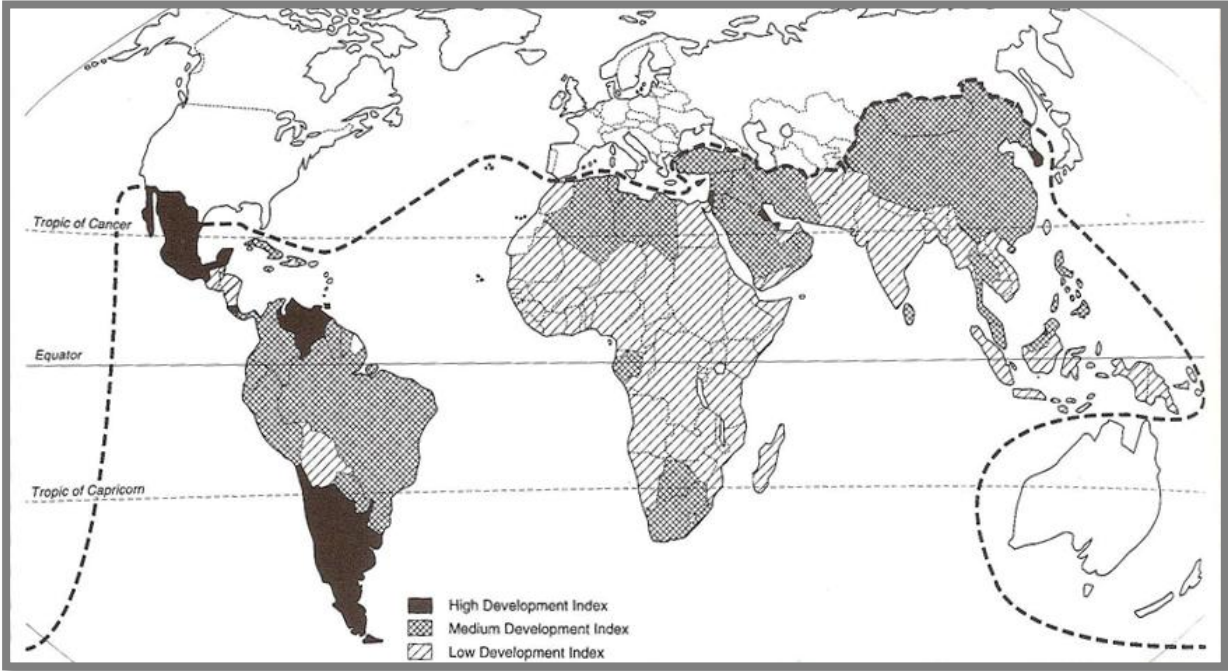 Tropic of Cancer
Equator
Tropic of Capricorn
High Development Index
Medium Development Index
Low Development Index